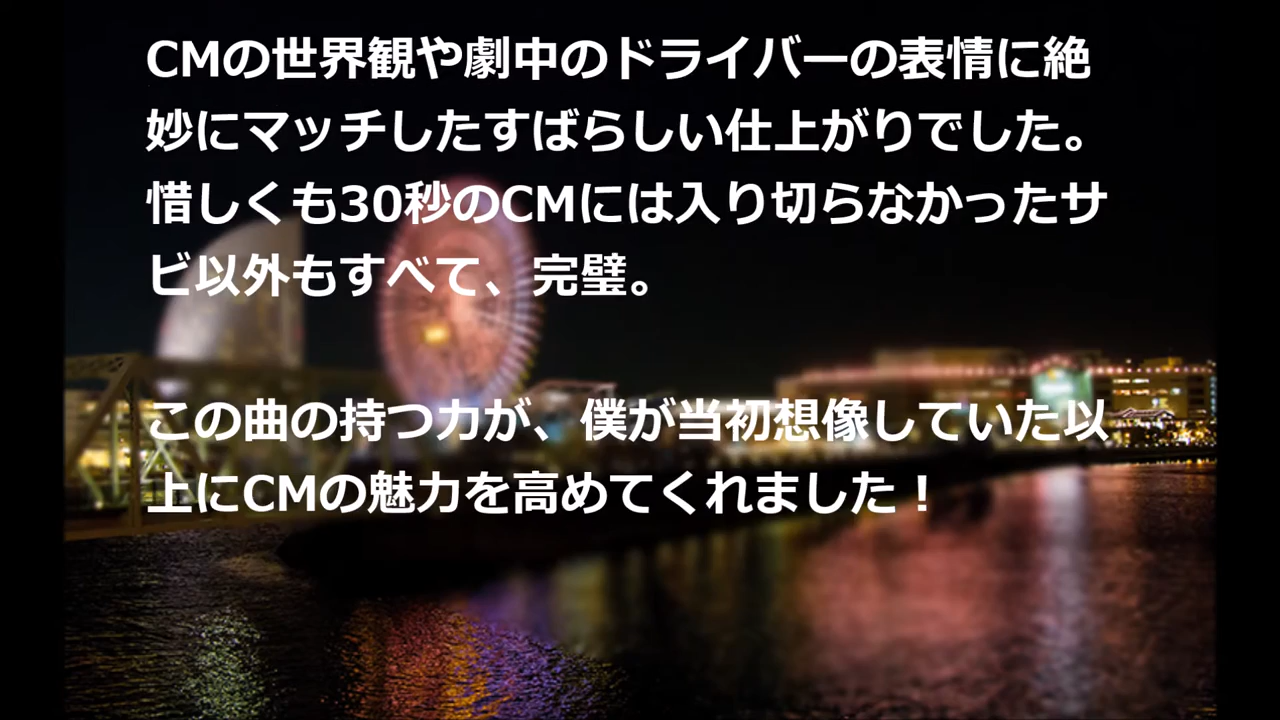 CMの世界観や劇中のドライバーの表情に絶
妙にマッチしたすばらしい仕上がりでした。
惜しくも30秒のCMには入り切らなかったサ
ビ以外もすべて、完璧。
この曲の持つ力が、僕が当初想像していた以
上にCMの魅力を高めてくれました！